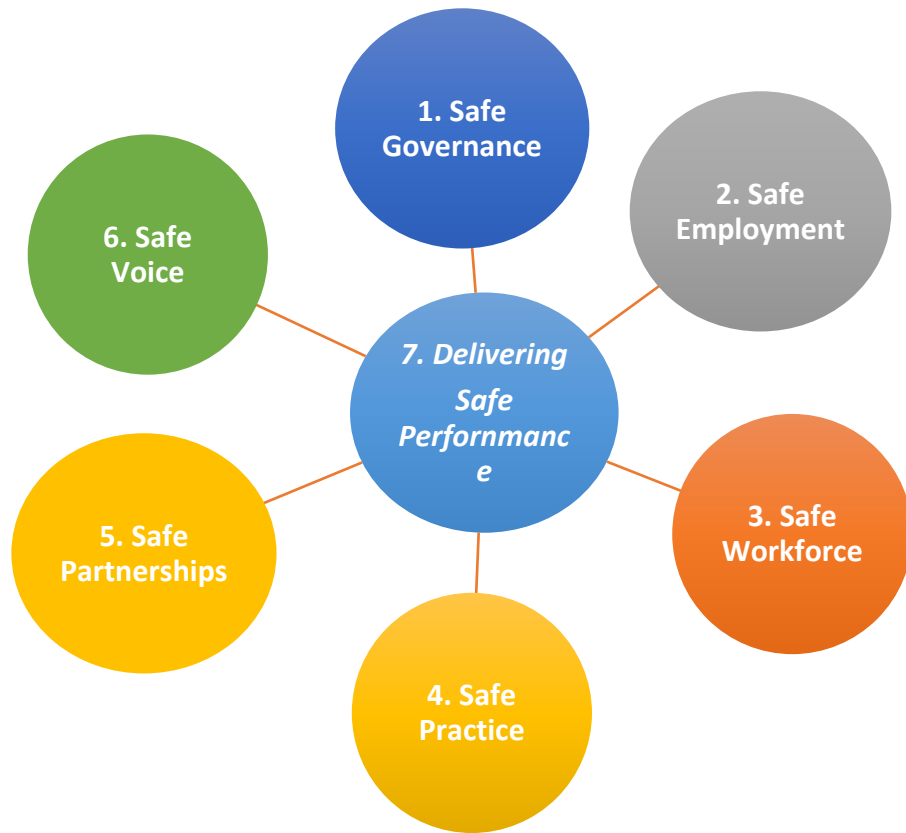 1. Safe
Governance
2. Safe
Employment
3. Safe
Workforce
4. Safe
Practice
5. Safe
Partnerships
6. Safe
Voice
7. Delivering
Safe
Perfornmanc
e